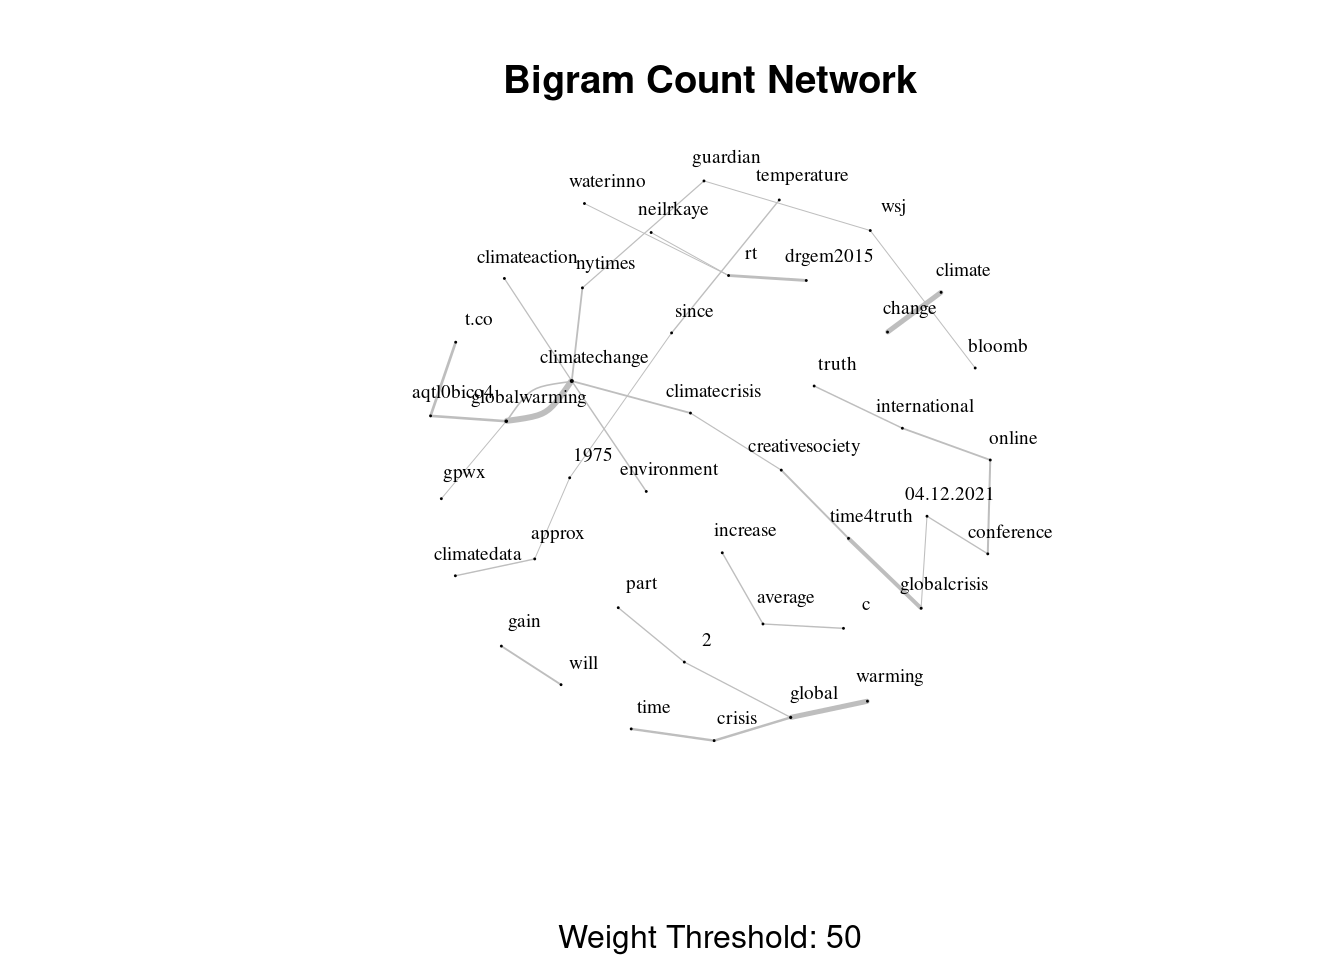 Bigram Count Network
guardian
temperature
waterinno
neilrkaye
wsj
rt
drgem2015
climateaction
nytimes
climate
change
since
t.co
bloomb
climatechange
truth
aqtl0bico4
globalwarming
climatecrisis
international
online
creativesociety
1975
environment
gpwx
04.12.2021
time4truth
increase
approx
conference
climatedata
part
globalcrisis
average
c
gain
2
will
warming
global
time
crisis
Weight Threshold: 50